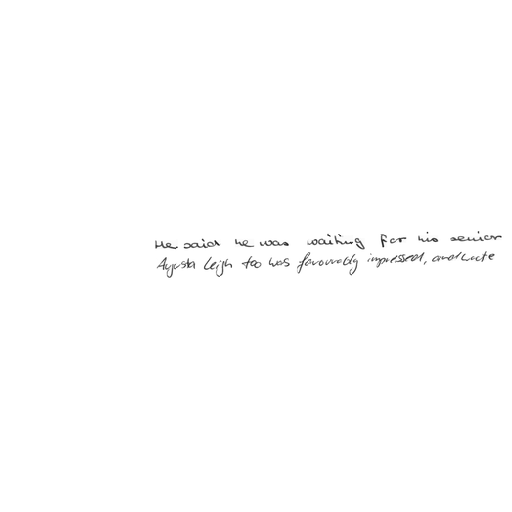 He said he was waiting for his senior
Augusta Leigh too was favourably impressed, and wrote